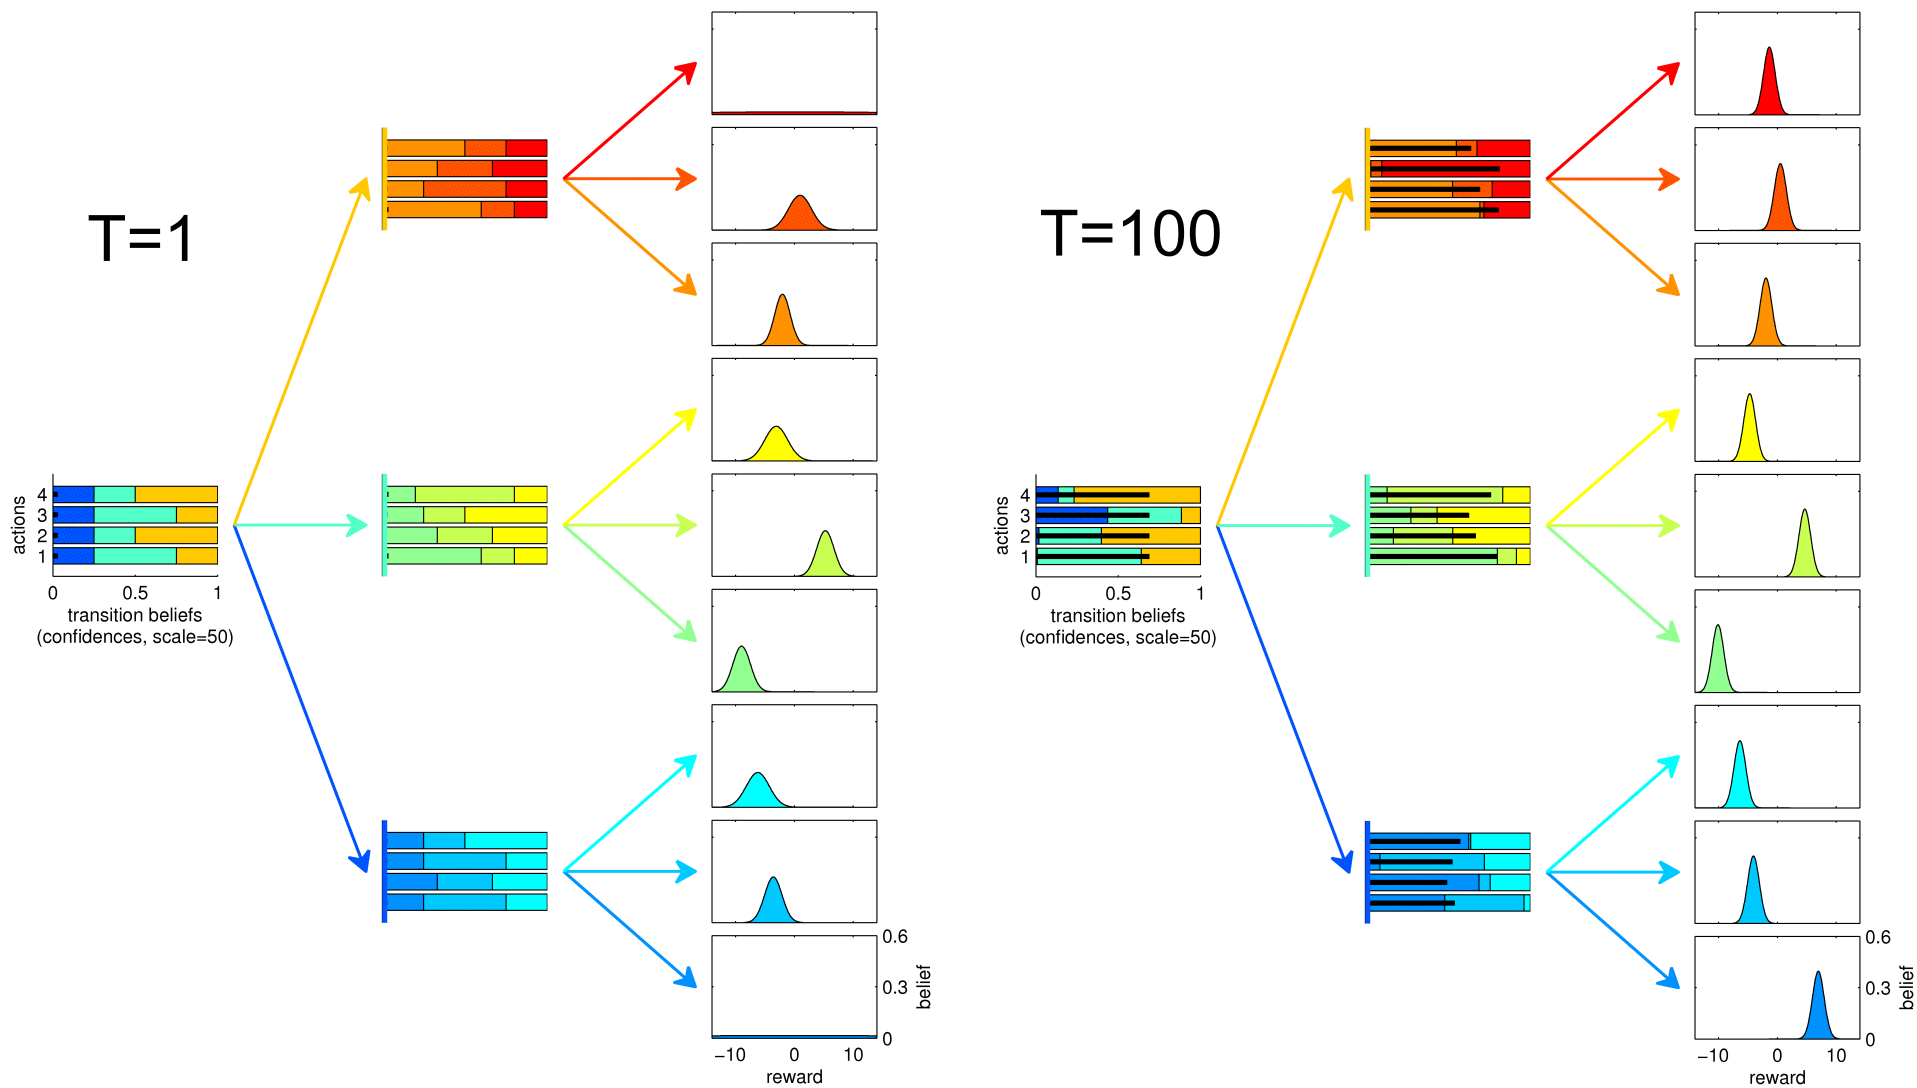 T=1
actions
4
3
2
1
0 0.5 1
transition beliefs
(confidences, scale=50)
0.6
0.3
0
belief
−10 0 10
reward
T=100
actions
4
3
2
1
0 0.5 1
transition beliefs
(confidences, scale=50)
0.6
0.3
0
belief
−10 0 10
reward